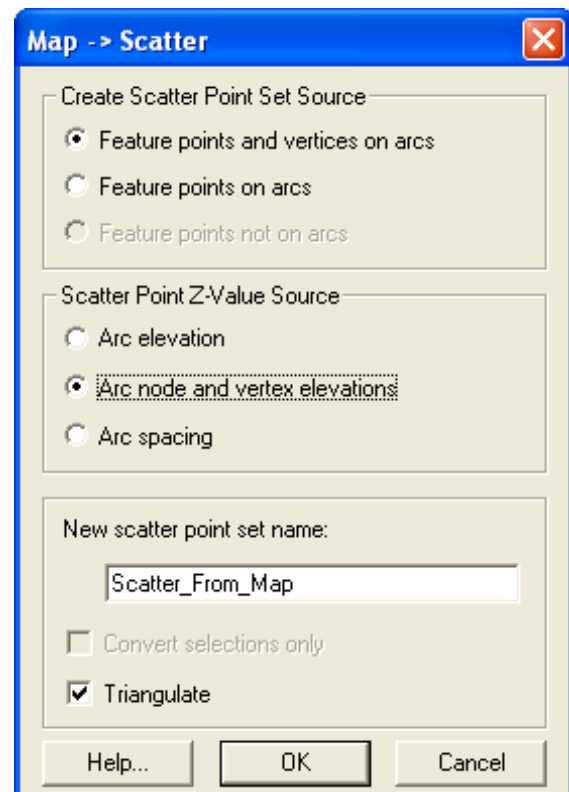 Map -> Scatter
Create Scatter Point Set Source
Feature points and vertices on arcs
Feature points on arcs
Feature points not on arcs
Scatter Point Z-Value Source
Arc elevation
Arc node and vertex elevations
Arc spacing
New scatter point set name:
Scatter_From_Map
Convert selections only
Triangulate
Help... OK Cancel